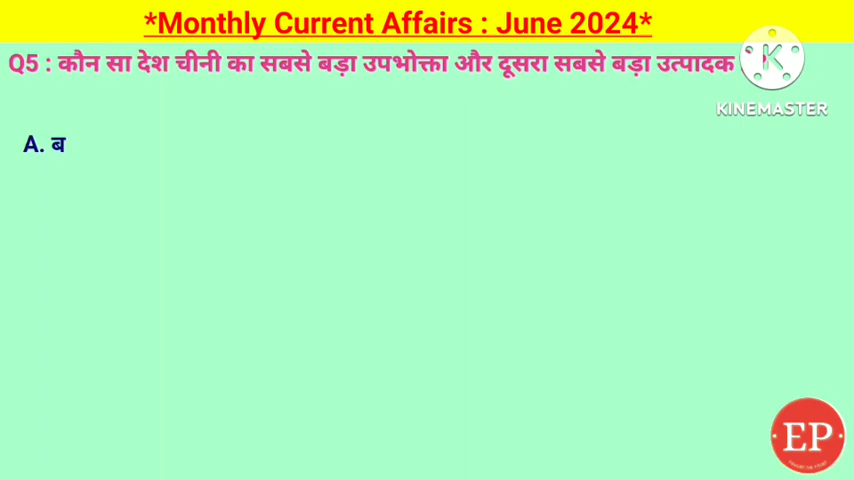 *Monthly Current Affairs : June 2024*
Q5 : कौन सा देश चीनी का सबसे बड़ा उपभोक्ता और दूसरा सबसे बड़ा उत्पादक
KINEMASTER
A. ब
EP